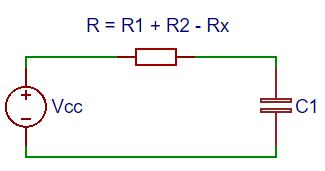 R = R1 + R2 - Rx
Vcc
C1